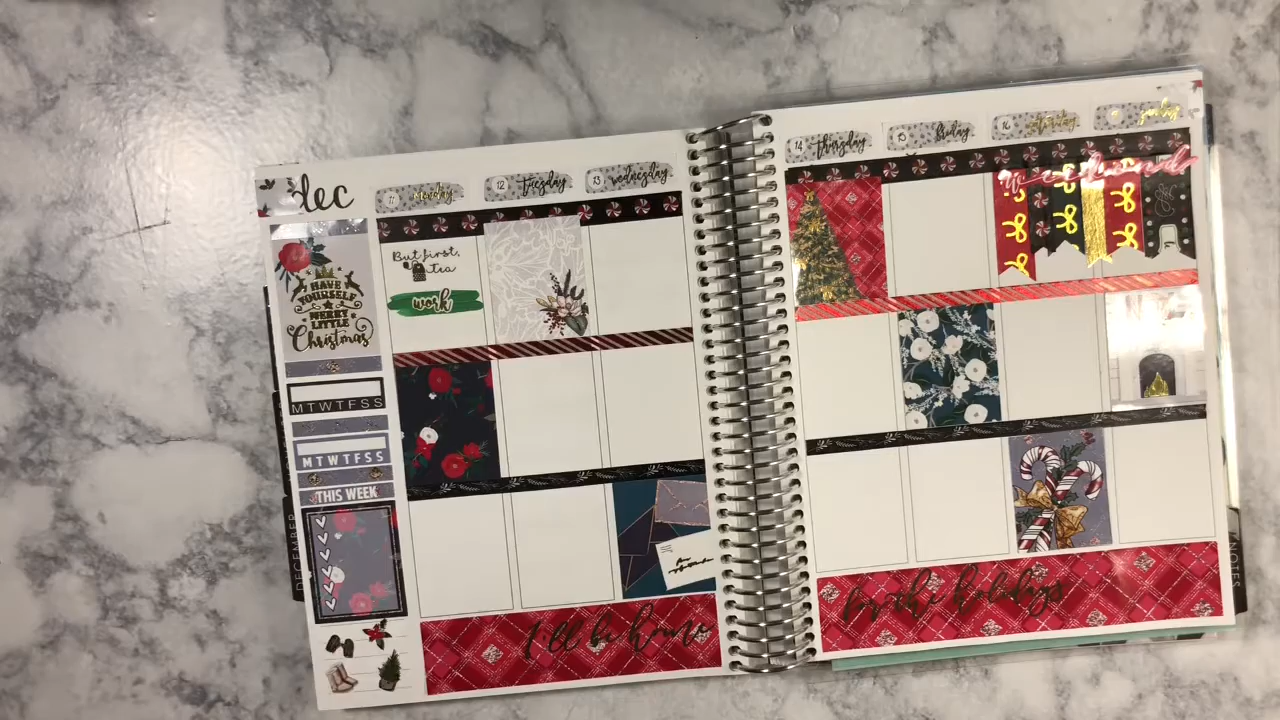 dec
11 monday
12 tuesday
13 wednesday
14 thursday
15 friday
16 saturday
sunday
weekend
HAVE
YOURSELF
A
MERRY
LITTLE
Christmas
But first,
tea
work
MTWTFSS
MTWTFSS
THIS WEEK
DECEMBER
NOTES
I'll be home
for the holidays